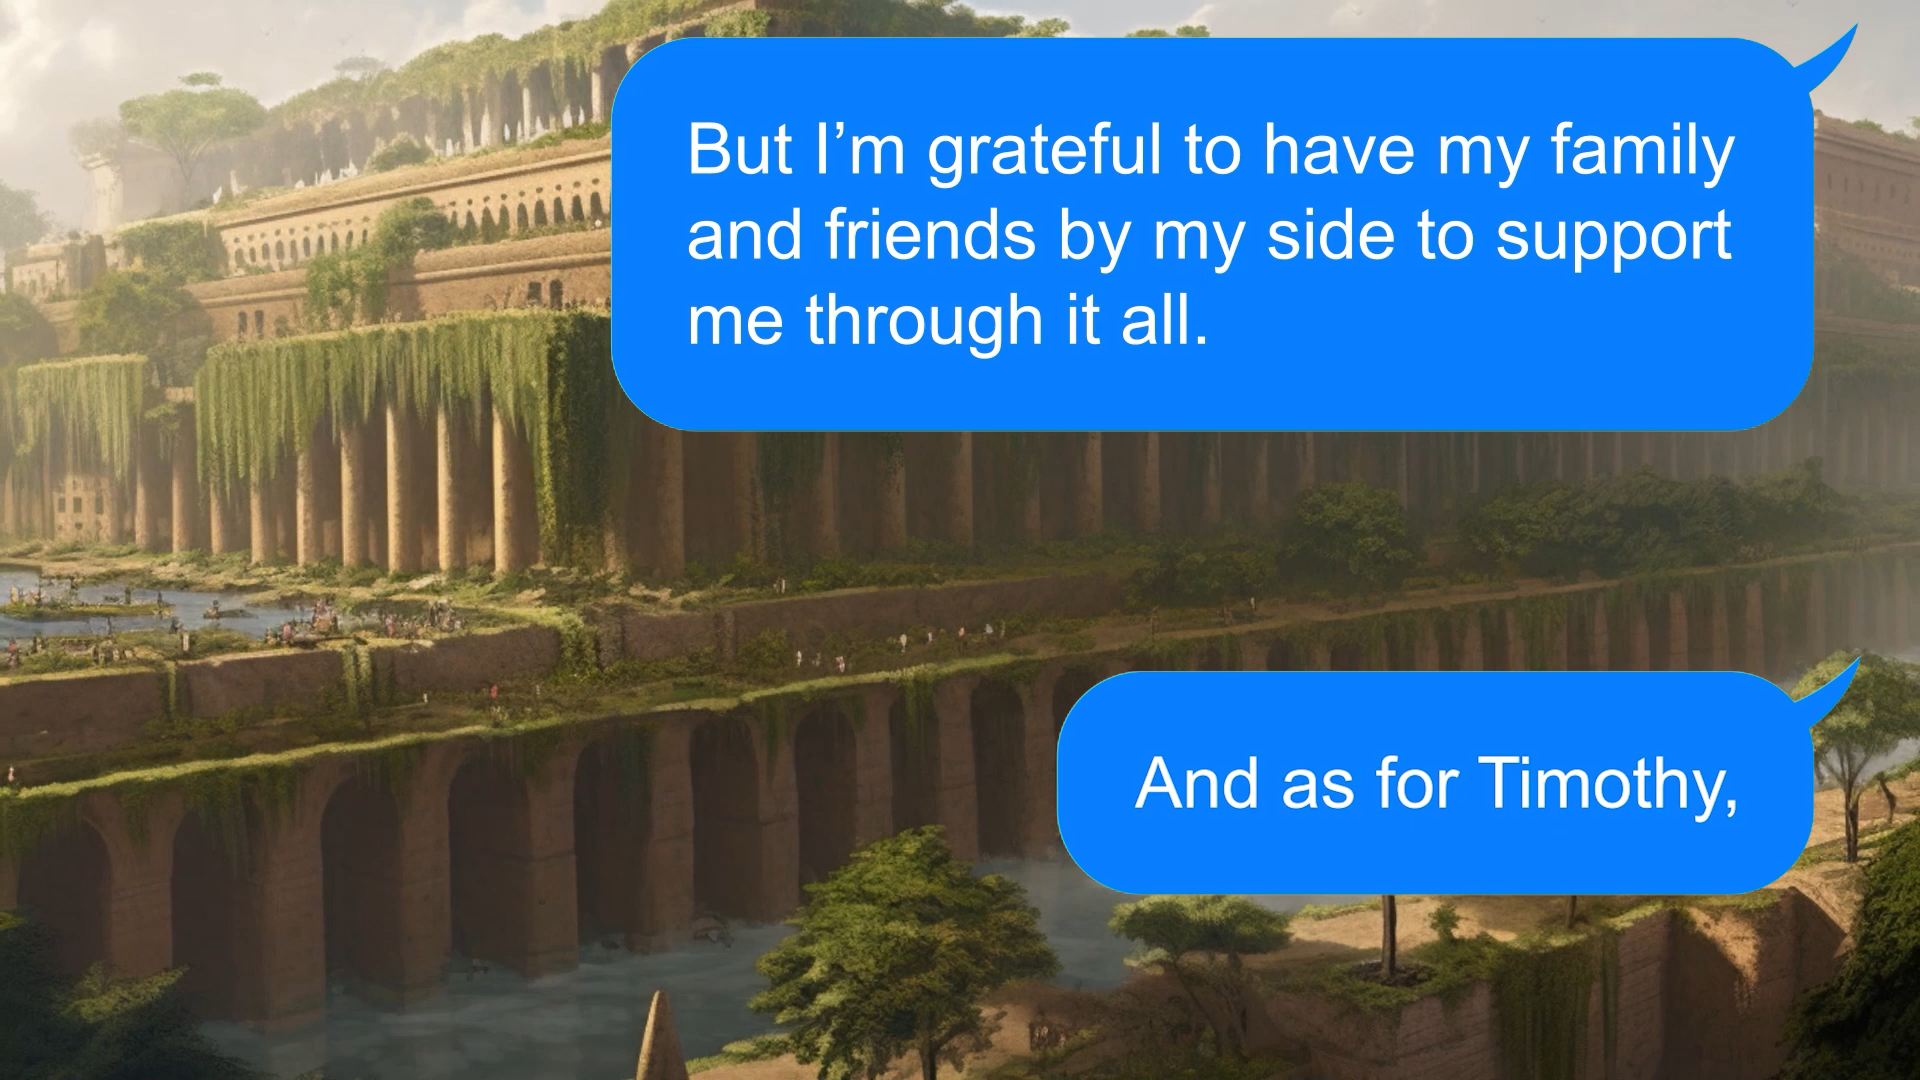 But I’m grateful to have my family
and friends by my side to support
me through it all.
And as for Timothy,